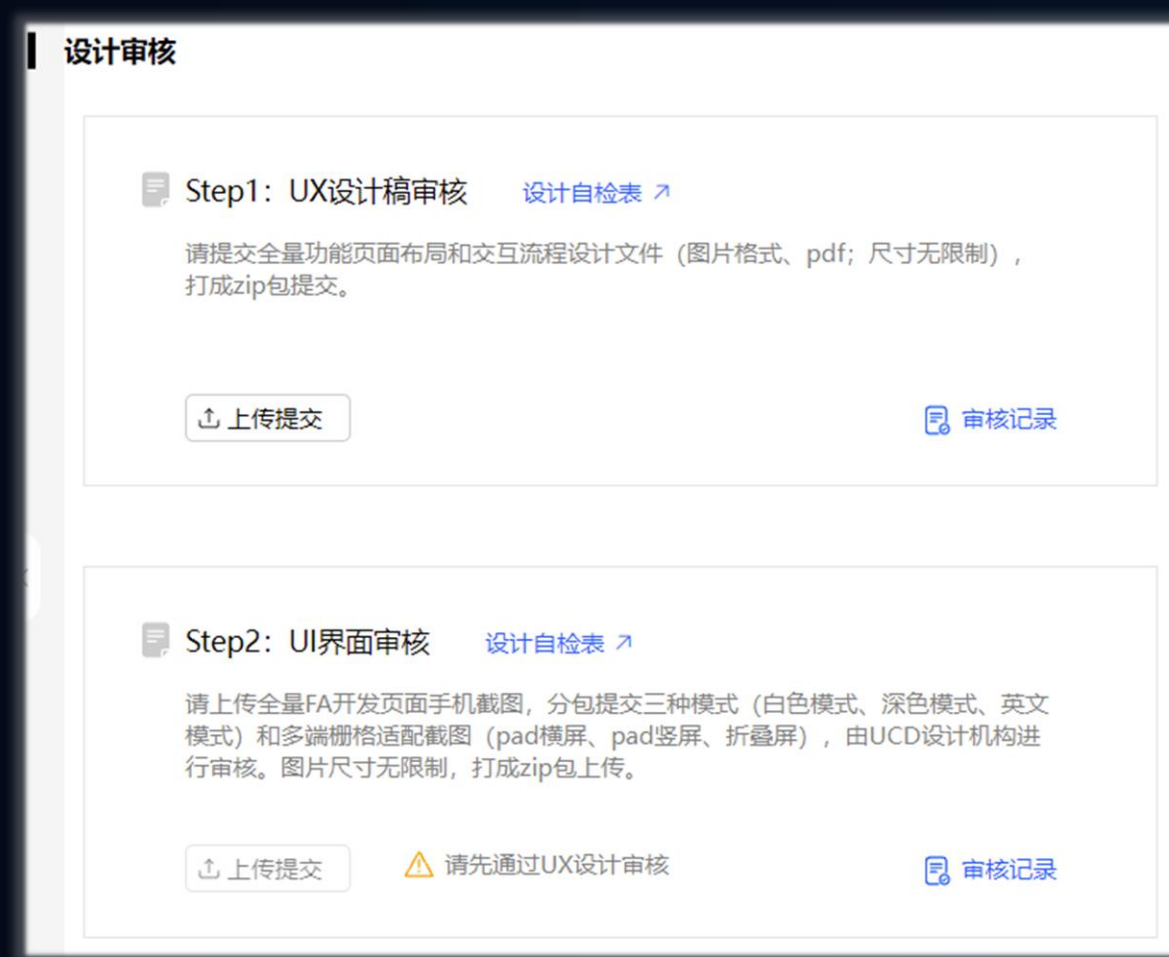 设计审核
Step1：UX设计稿审核
设计自检表
请提交全量功能页面布局和交互流程设计文件（图片格式、pdf；尺寸无限制），
打成zip包提交。
上传提交
审核记录
Step2：UI界面审核
设计自检表
请上传全量FA开发页面手机截图，分包提交三种模式（白色模式、深色模式、英文
模式）和多端栅格适配截图（pad横屏、pad竖屏、折叠屏），由UCD设计机构进
行审核。图片尺寸无限制，打成zip包上传。
上传提交
请先通过UX设计审核
审核记录